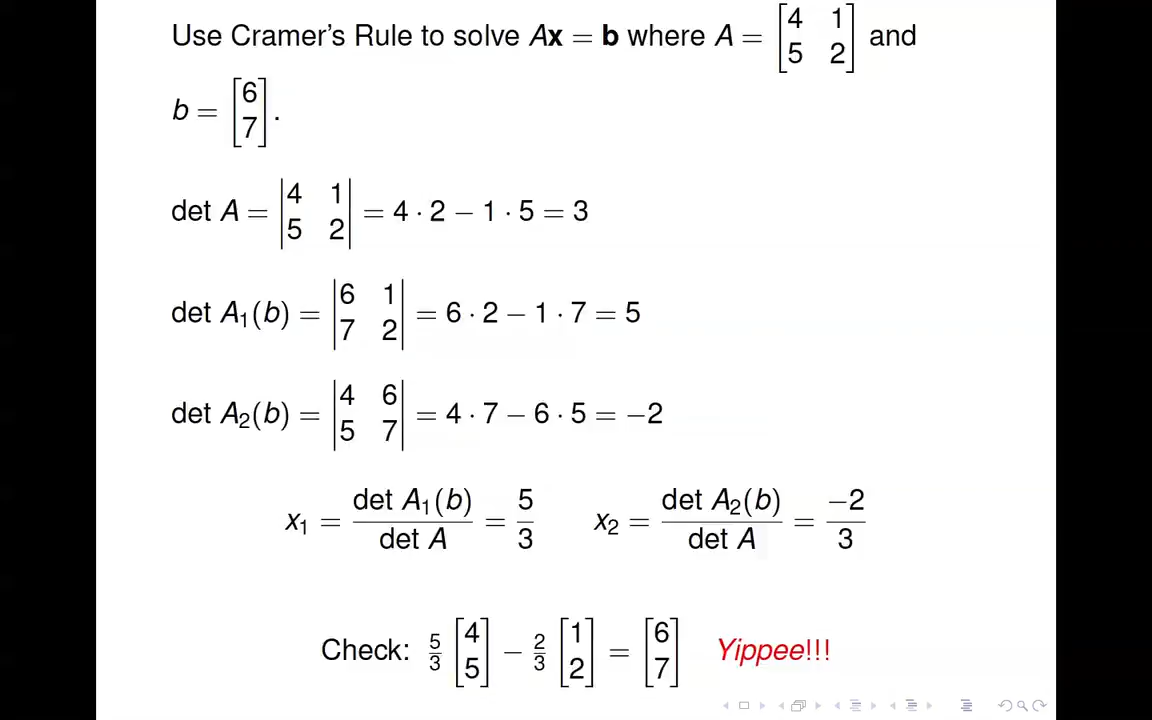 Use Cramer's Rule to solve Ax = b where A = [4 1; 5 2] and
b = [6; 7].
det A = |4 1; 5 2| = 4 · 2 − 1 · 5 = 3
det A₁(b) = |6 1; 7 2| = 6 · 2 − 1 · 7 = 5
det A₂(b) = |4 6; 5 7| = 4 · 7 − 6 · 5 = −2
x₁ = det A₁(b) / det A = 5/3 x₂ = det A₂(b) / det A = −2/3
Check: 5/3 [4; 5] − 2/3 [1; 2] = [6; 7] Yippee!!!